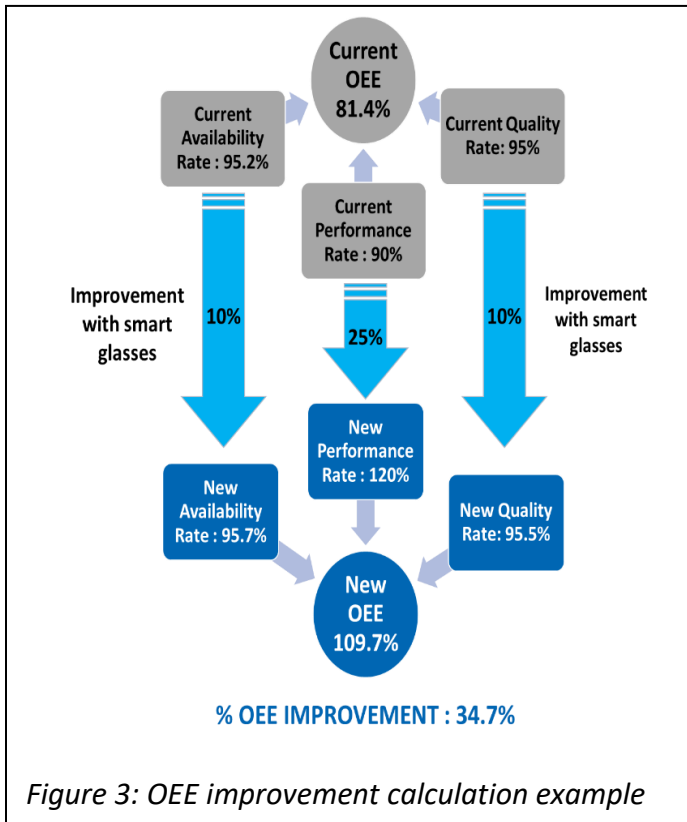 Current
OEE
81.4%
Current
Availability
Rate : 95.2%
Current Quality
Rate: 95%
Current
Performance
Rate : 90%
Improvement
with smart
glasses
10%
25%
10%
Improvement
with smart
glasses
New
Performance
Rate : 120%
New
Availability
Rate : 95.7%
New Quality
Rate: 95.5%
New
OEE
109.7%
% OEE IMPROVEMENT : 34.7%
Figure 3: OEE improvement calculation example